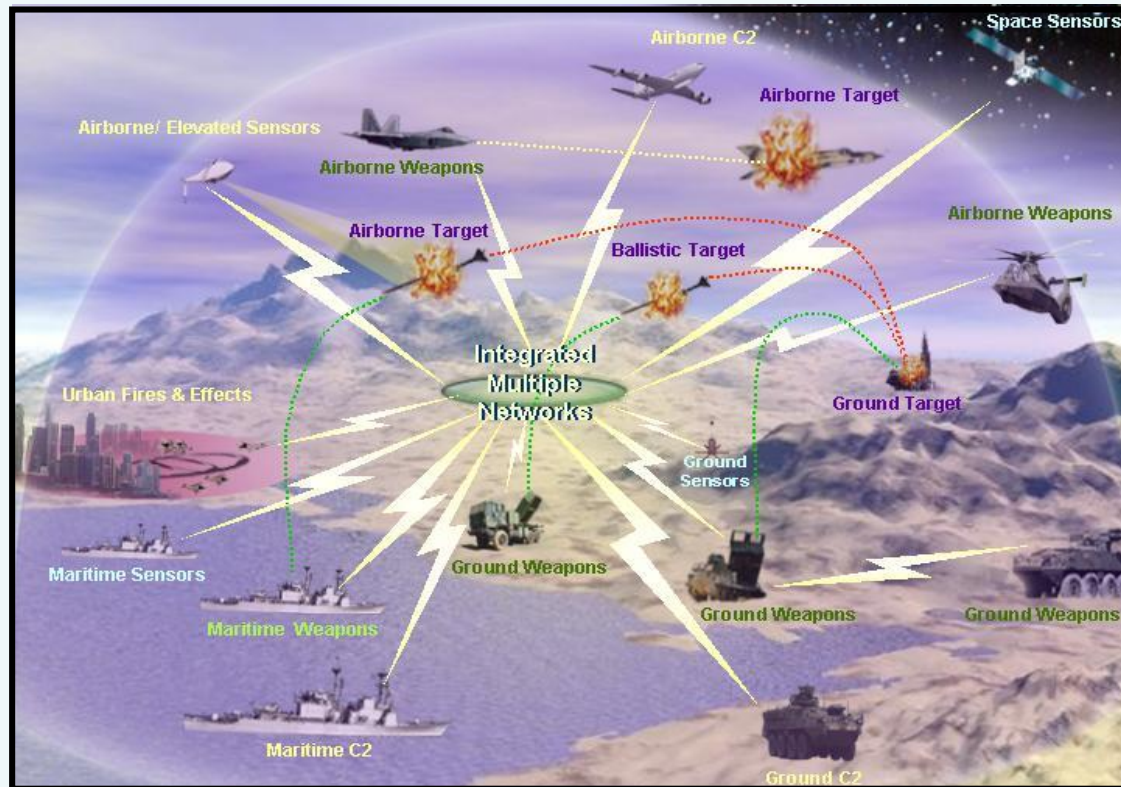 Space Sensors
Airborne C2
Airborne Target
Airborne/ Elevated Sensors
Airborne Weapons
Airborne Weapons
Airborne Target
Ballistic Target
Integrated
Multiple
Networks
Urban Fires & Effects
Ground Target
Ground
Sensors
Maritime Sensors
Ground Weapons
Ground Weapons
Ground Weapons
Maritime Weapons
Maritime C2
Ground C2